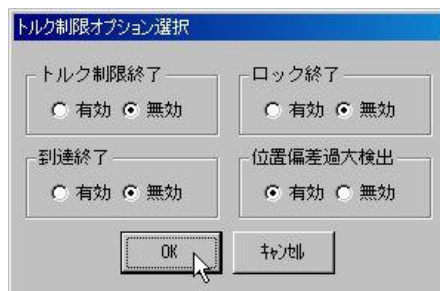 トルク制限オプション選択
トルク制限終了 ロック終了
有効 無効 有効 無効
到達終了 位置偏差過大検出
有効 無効 有効 無効
OK ｷｬﾝｾﾙ